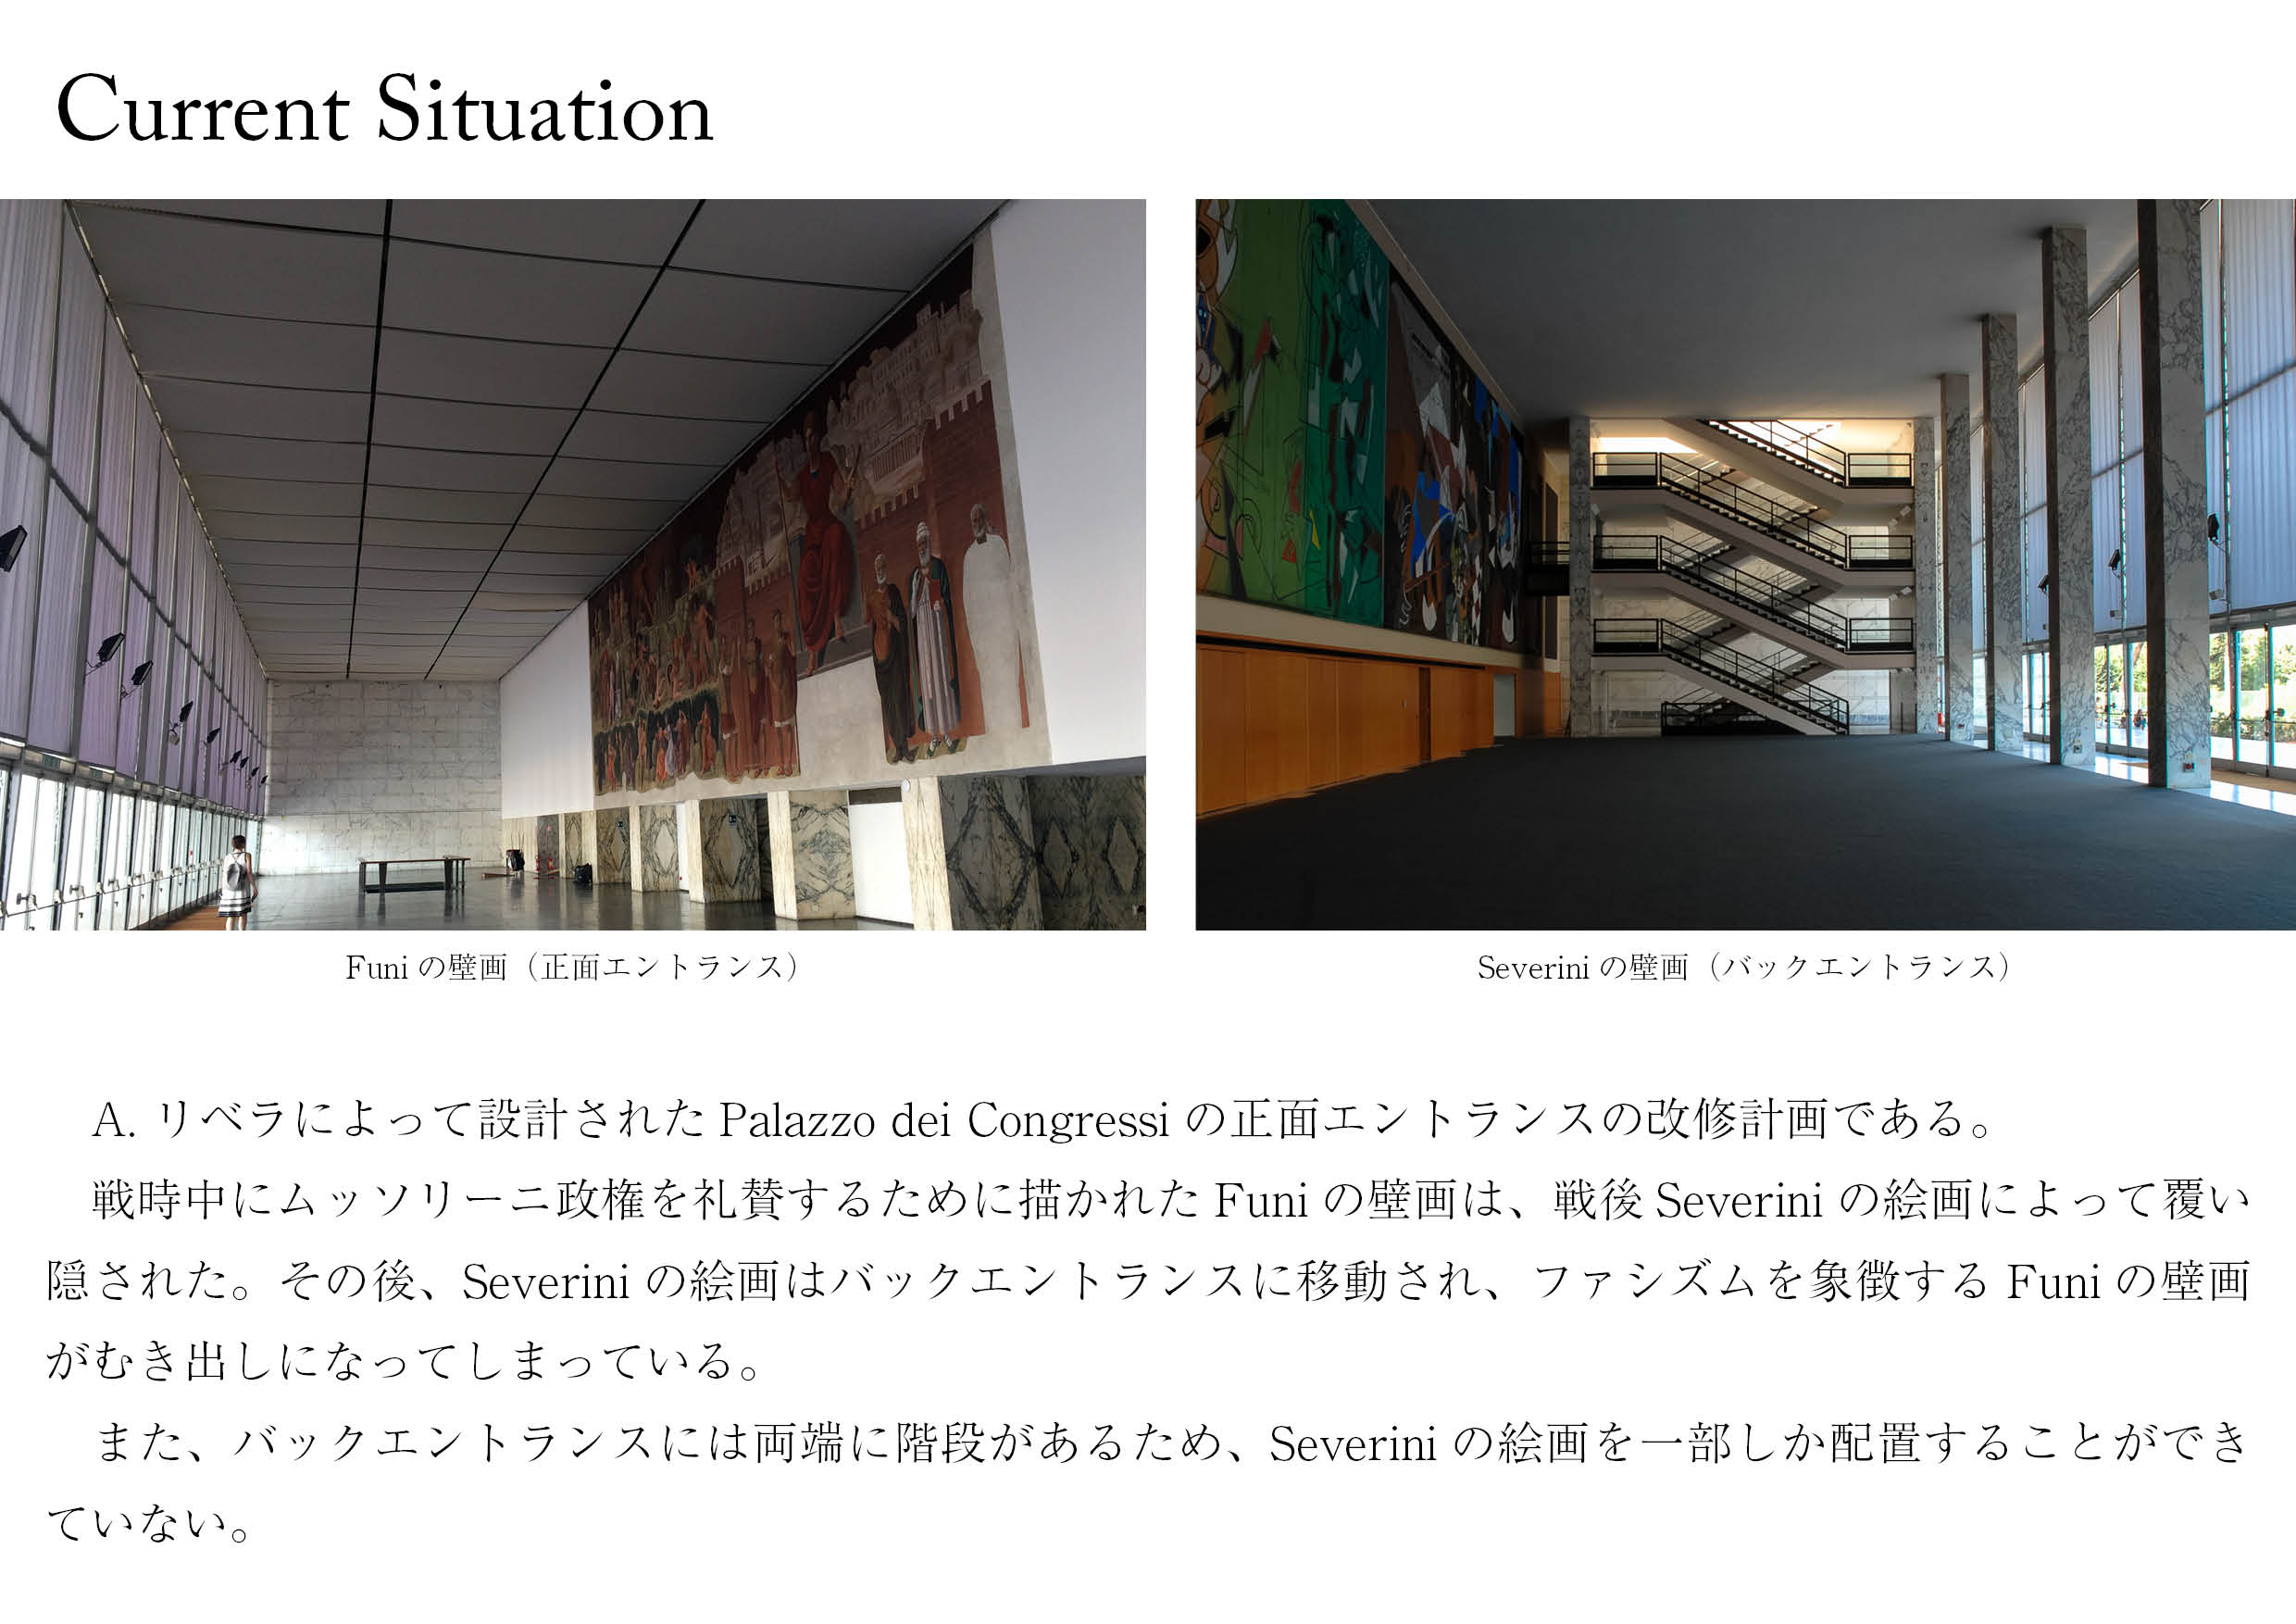 Current Situation
Funi の壁画（正面エントランス）
Severini の壁画（バックエントランス）
A. リベラによって設計された Palazzo dei Congressi の正面エントランスの改修計画である。
戦時中にムッソリーニ政権を礼賛するために描かれた Funi の壁画は、戦後 Severini の絵画によって覆い
隠された。その後、Severini の絵画はバックエントランスに移動され、ファシズムを象徴する Funi の壁画
がむき出しになってしまっている。
また、バックエントランスには両端に階段があるため、Severini の絵画を一部しか配置することができ
ていない。